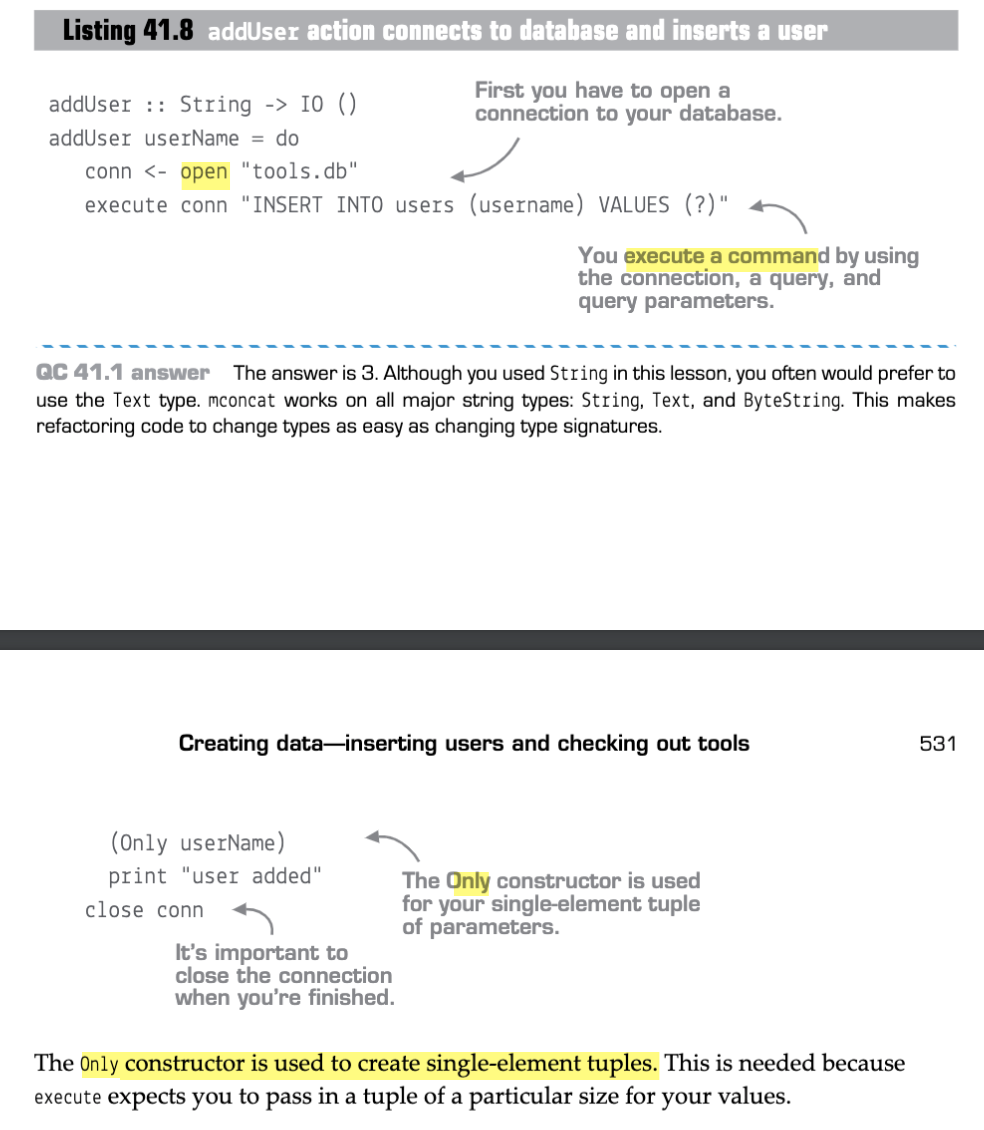 Listing 41.8 addUser action connects to database and inserts a user
addUser :: String -> IO ()
addUser userName = do
conn <- open "tools.db"
execute conn "INSERT INTO users (username) VALUES (?)"
First you have to open a
connection to your database.
You execute a command by using
the connection, a query, and
query parameters.
QC 41.1 answer The answer is 3. Although you used String in this lesson, you often would prefer to
use the Text type. mconcat works on all major string types: String, Text, and ByteString. This makes
refactoring code to change types as easy as changing type signatures.
Creating data—inserting users and checking out tools 531
(Only userName)
print "user added"
close conn
The Only constructor is used
for your single-element tuple
of parameters.
It's important to
close the connection
when you're finished.
The Only constructor is used to create single-element tuples. This is needed because
execute expects you to pass in a tuple of a particular size for your values.